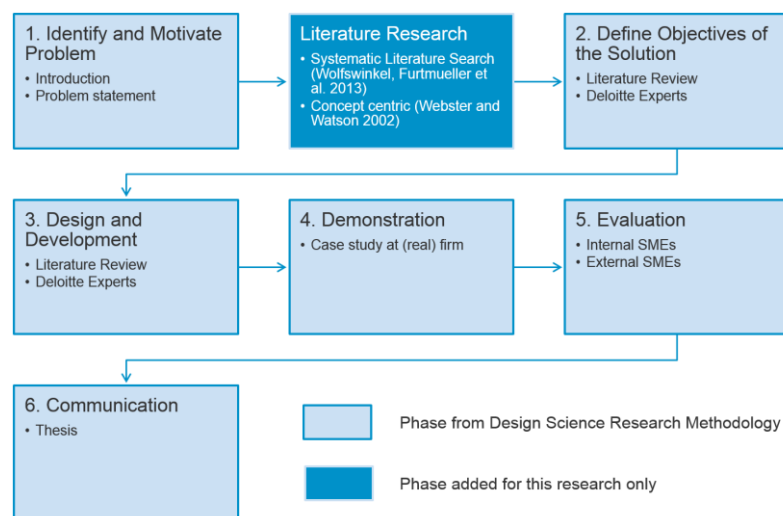 1. Identify and Motivate
Problem
• Introduction
• Problem statement
Literature Research
• Systematic Literature Search
(Wolfswinkel, Furtmueller et
al. 2013)
• Concept centric (Webster and
Watson 2002)
2. Define Objectives of
the Solution
• Literature Review
• Deloitte Experts
3. Design and
Development
• Literature Review
• Deloitte Experts
4. Demonstration
• Case study at (real) firm
5. Evaluation
• Internal SMEs
• External SMEs
6. Communication
• Thesis
Phase from Design Science Research Methodology
Phase added for this research only